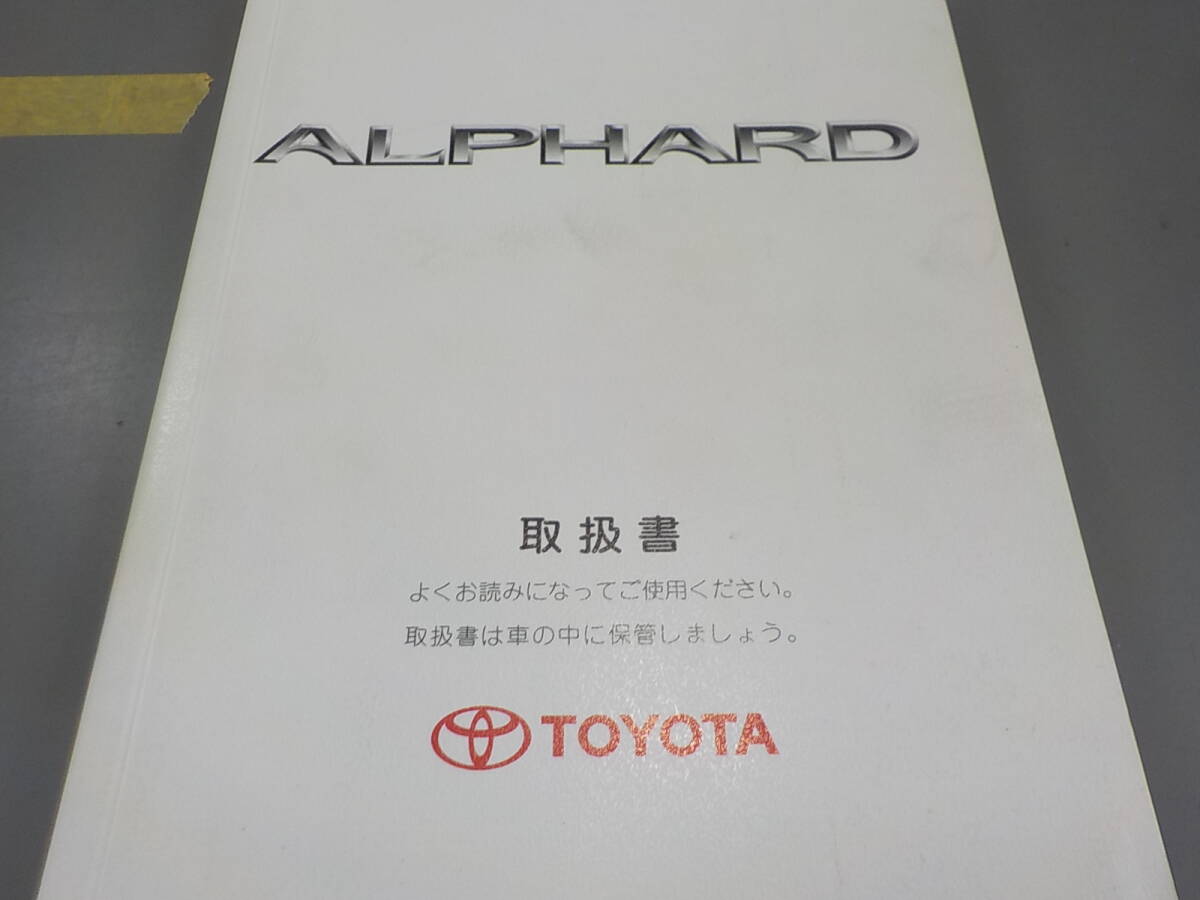 ALPHARD
取扱書
よくお読みになってご使用ください。
取扱書は車の中に保管しましょう。
TOYOTA